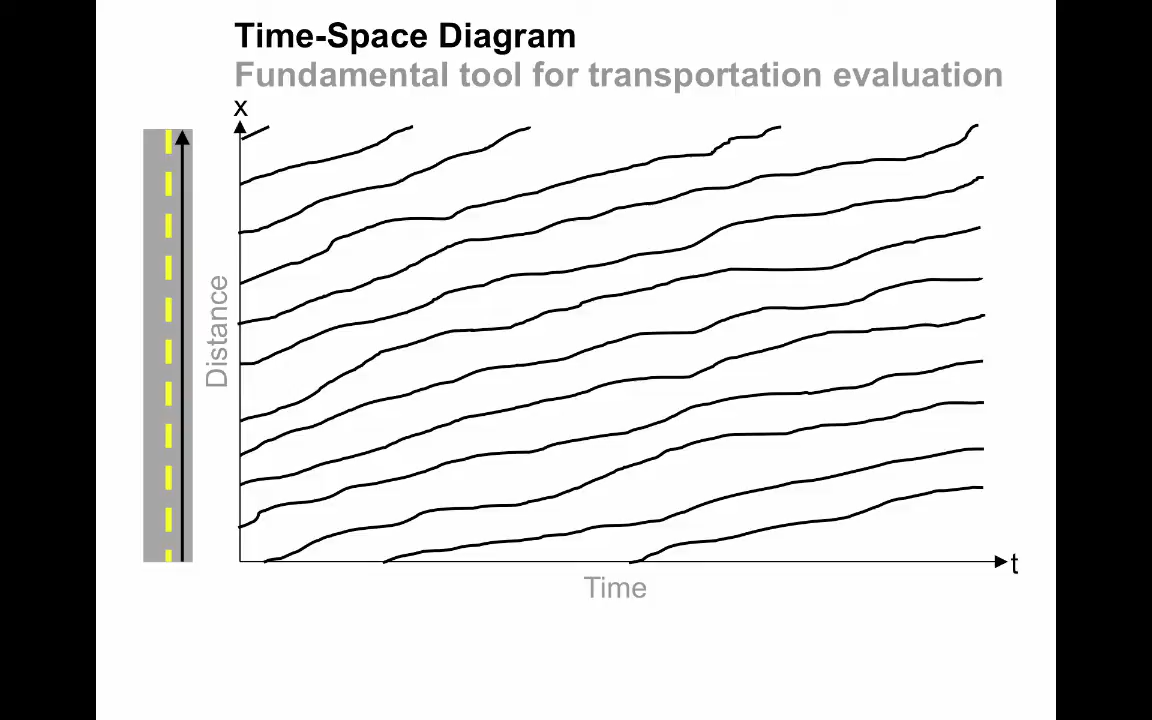 Time-Space Diagram
Fundamental tool for transportation evaluation
x
Distance
t
Time